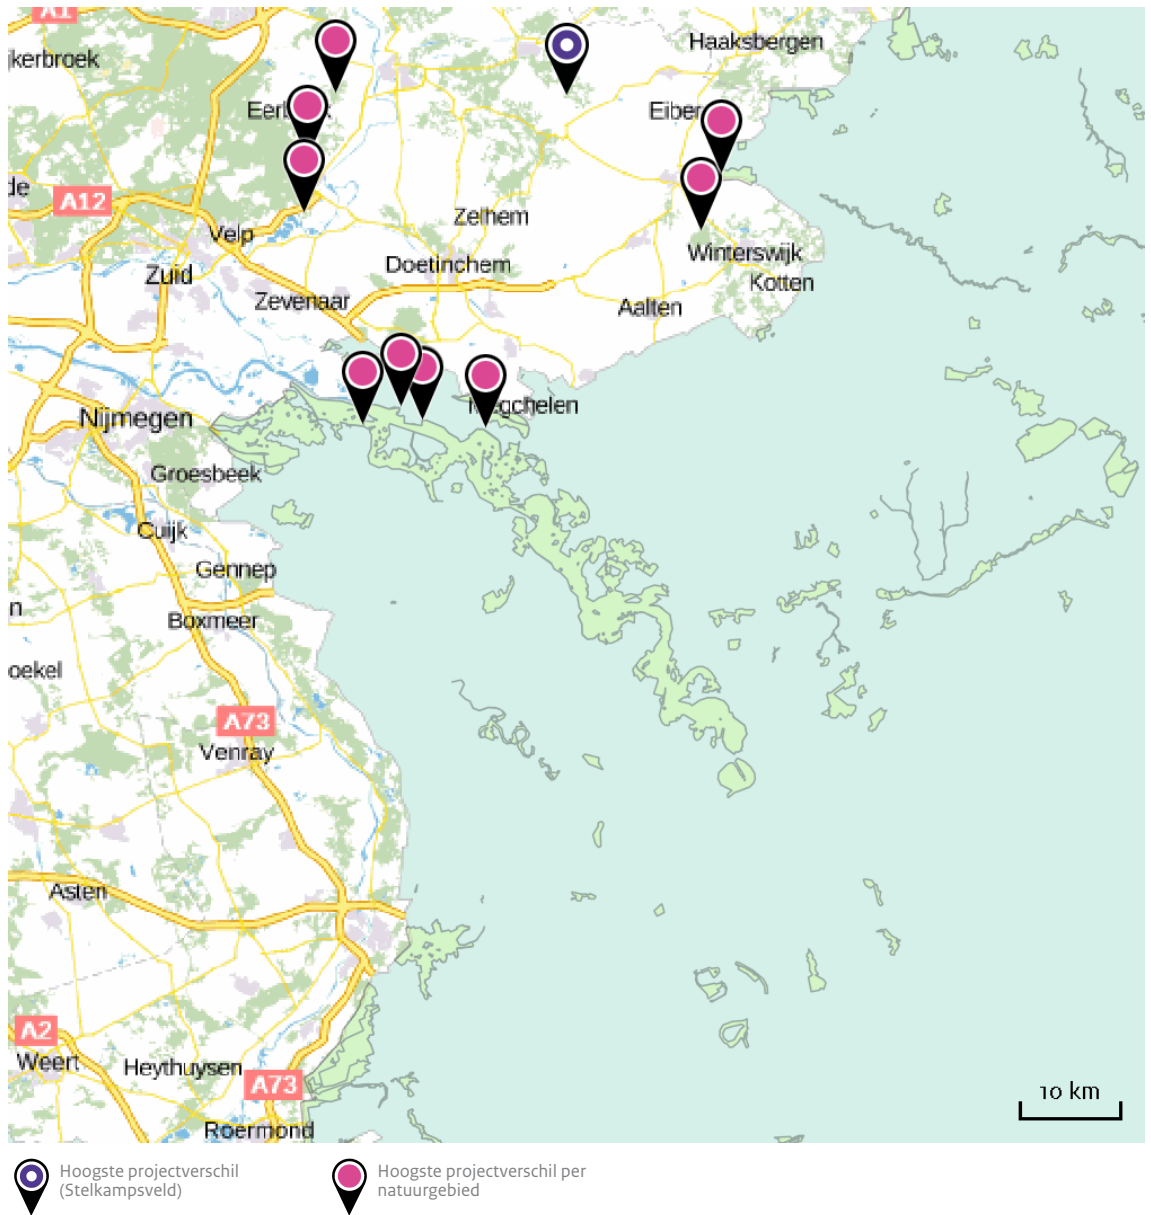 A1
Haaksbergen
kerbroek
Eiber
A12
Zelhem
Velp
Winterswijk
Doetinchem
Zuid
Kotten
Zevenaar
Aalten
Nijmegen
Groesbeek
Cuijk
Gennep
n
Boxmeer
oekel
A73
Venray
Asten
A2
Weert
Heythuysen
A73
10 km
Roermond
Hoogste projectverschil
(Stelkampsveld)
Hoogste projectverschil per
natuurgebied